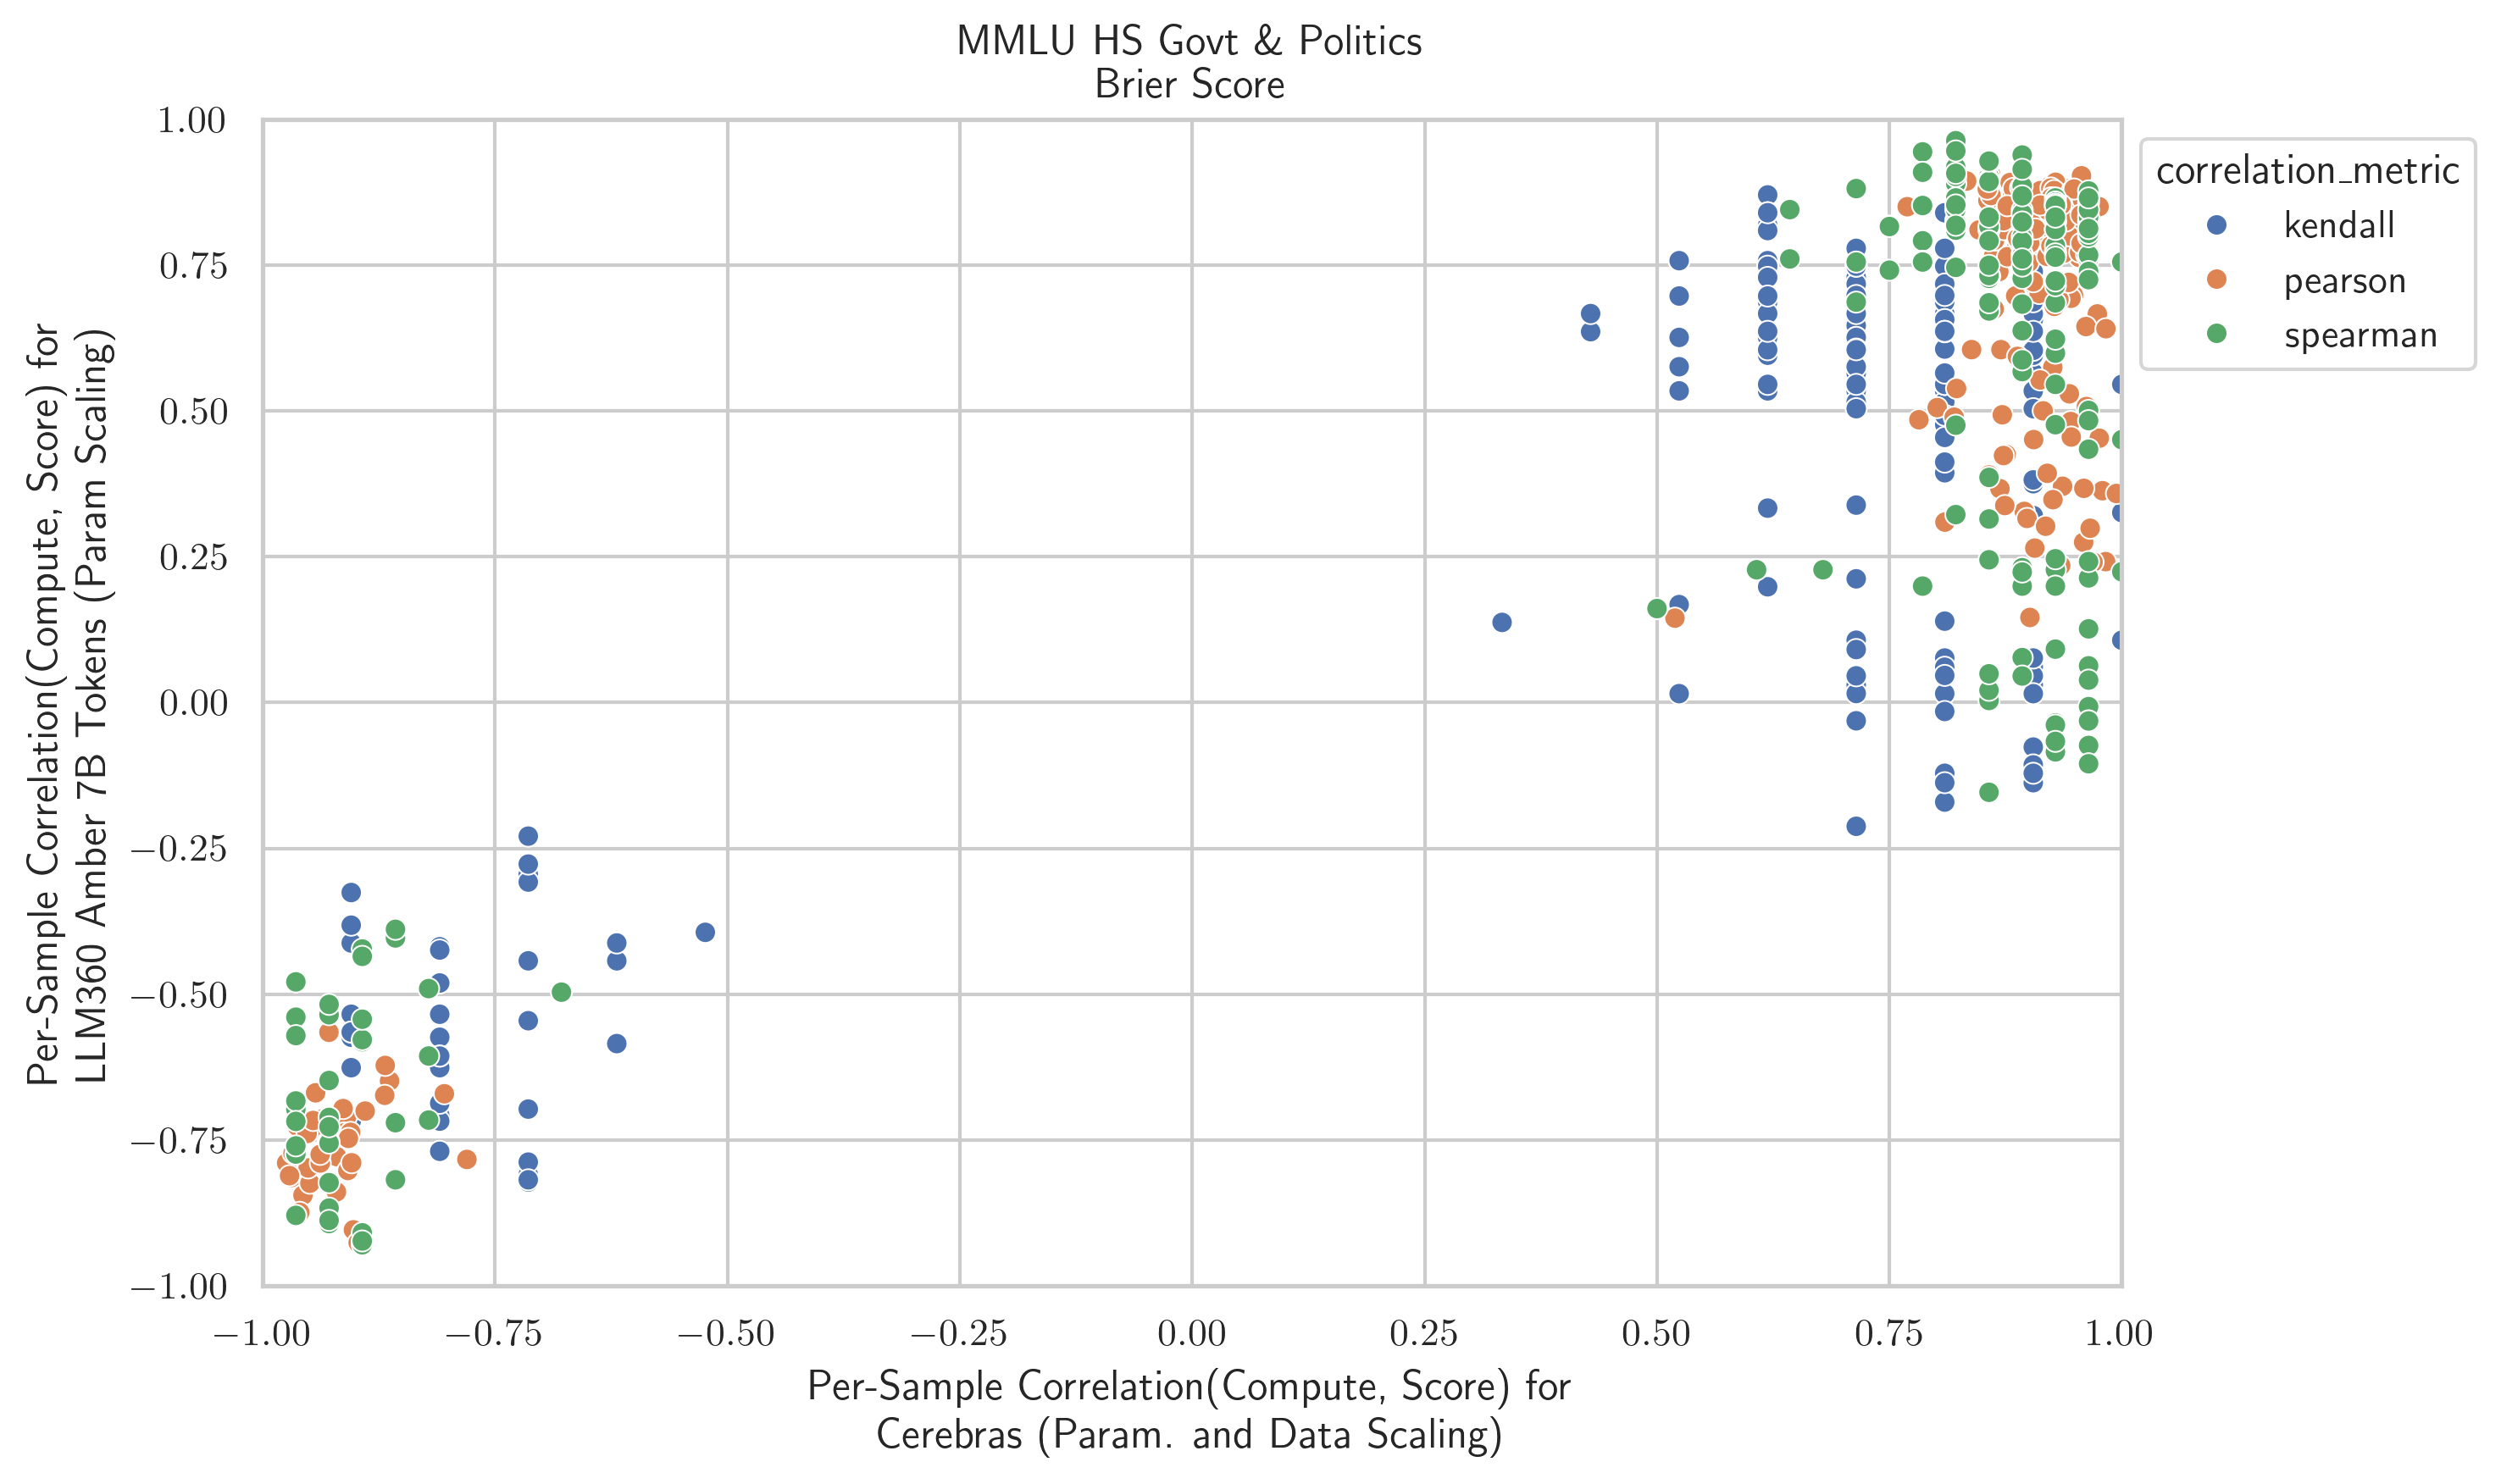 MMLU HS Govt & Politics
Brier Score
Per-Sample Correlation(Compute, Score) for
LLM360 Amber 7B Tokens (Param Scaling)
1.00
0.75
0.50
0.25
0.00
−0.25
−0.50
−0.75
−1.00
correlation_metric
kendall
pearson
spearman
−1.00 −0.75 −0.50 −0.25 0.00 0.25 0.50 0.75 1.00
Per-Sample Correlation(Compute, Score) for
Cerebras (Param. and Data Scaling)